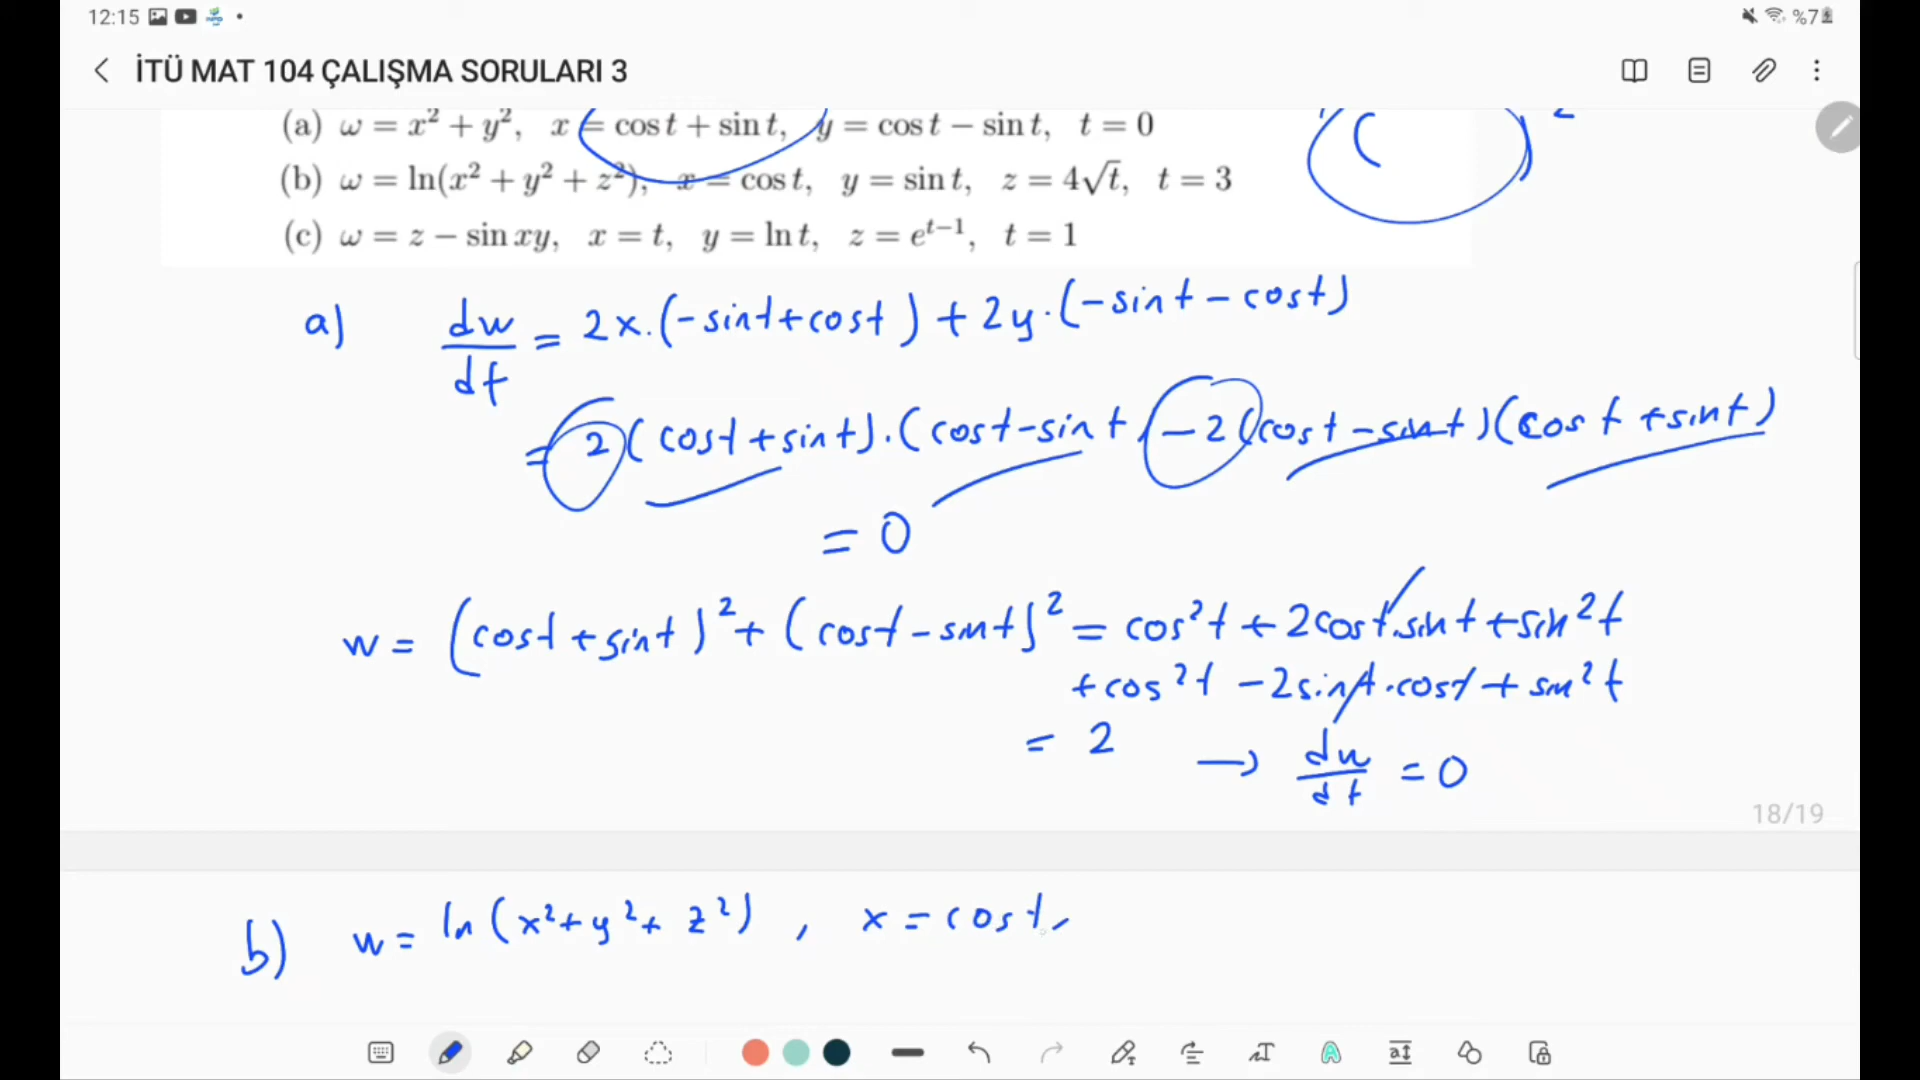 12:15 %7
İTÜ MAT 104 ÇALIŞMA SORULARI 3
(a) ω = x² + y², x = cos t + sin t, y = cos t − sin t, t = 0
(b) ω = ln(x² + y² + z²), x = cos t, y = sin t, z = 4√t, t = 3
(c) ω = z − sin xy, x = t, y = ln t, z = e^{t−1}, t = 1
( )²
a) dw/dt = 2x.(-sint+cost) + 2y.(-sint-cost)
= 2(cost+sint).(cost-sint) -2(cost-sint)(cost+sint)
= 0
w = (cost+sint)² + (cost-sint)² = cos²t + 2cost.sint + sin²t
+ cos²t - 2sint.cost + sin²t
= 2 → dw/dt = 0
18/19
b) w = ln(x²+y²+z²), x = cost,